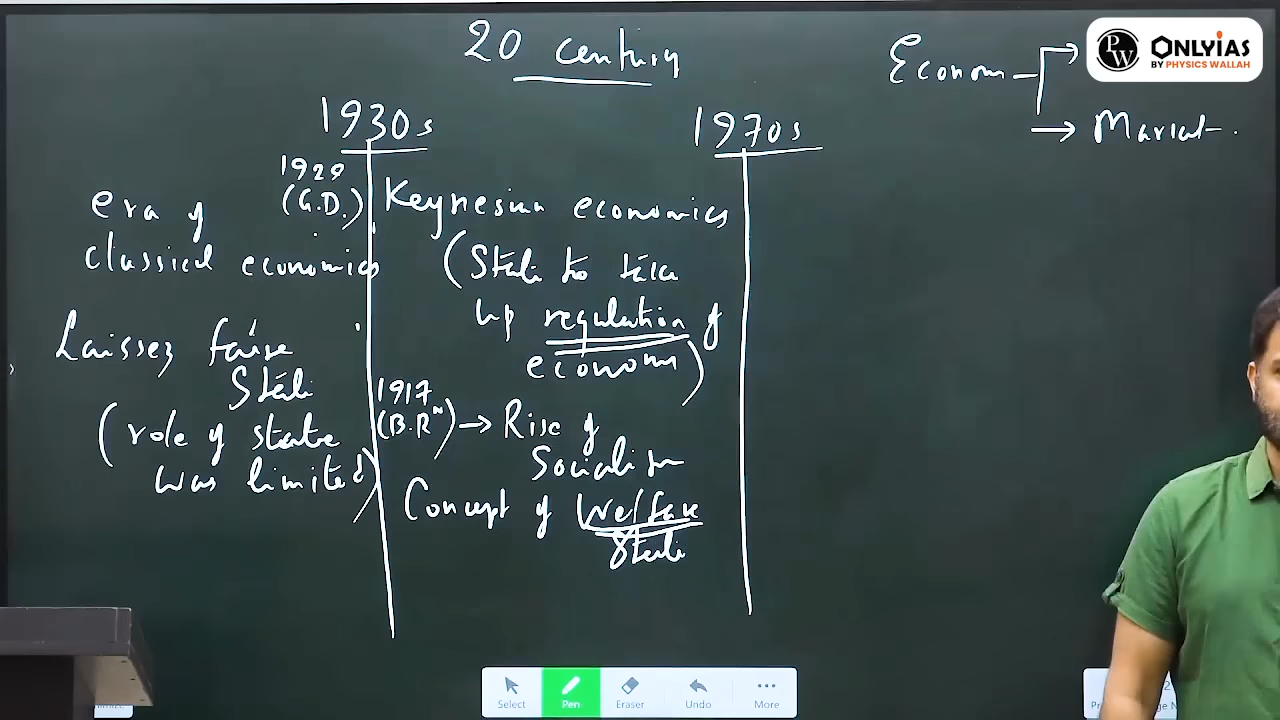 20 century
Econom
→ Market
PW ONLYIAS
BY PHYSICS WALLAH
1930s
1970s
1929
(G.D.)
era of
classical economics
Laissez faire
State
(role of state
was limited)
Keynesian economics
(State to take
up regulation of
economy)
1917
(B.Rⁿ) → Rise of
Socialism
Concept of Welfare
State
Select
Pen
Eraser
Undo
More